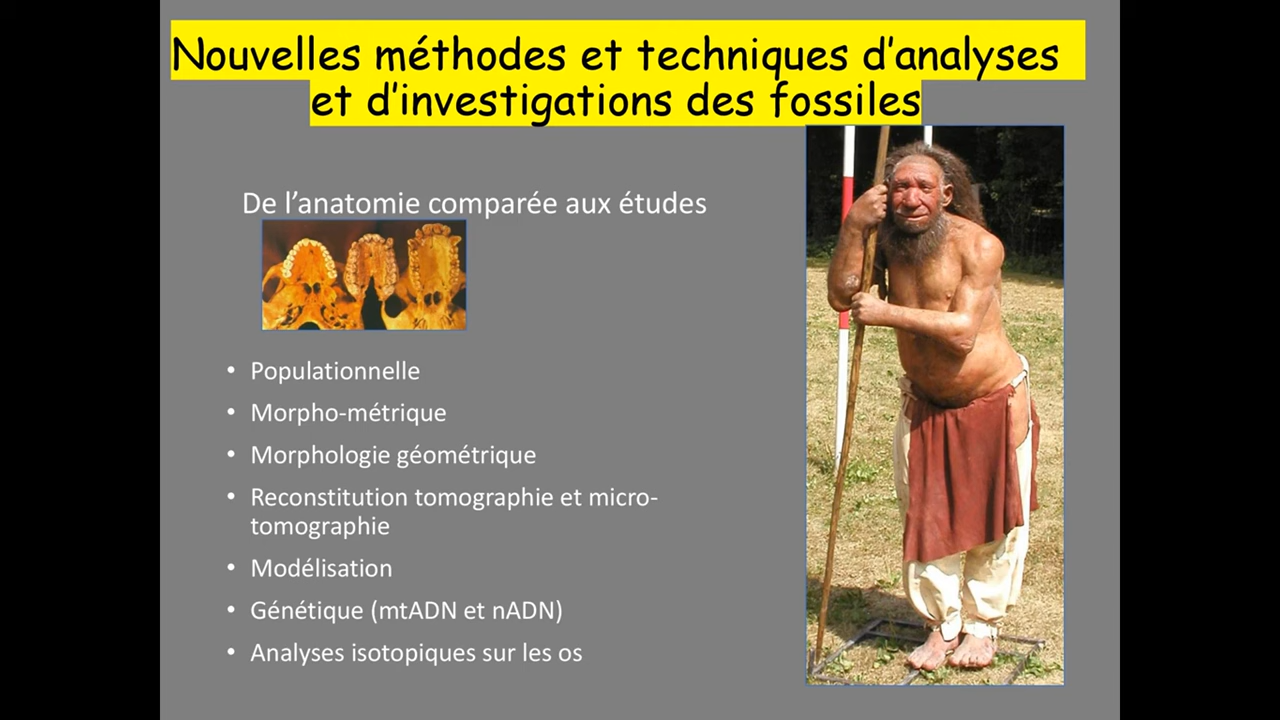 Nouvelles méthodes et techniques d’analyses
et d’investigations des fossiles
De l’anatomie comparée aux études
• Populationnelle
• Morpho-métrique
• Morphologie géométrique
• Reconstitution tomographie et micro-
tomographie
• Modélisation
• Génétique (mtADN et nADN)
• Analyses isotopiques sur les os